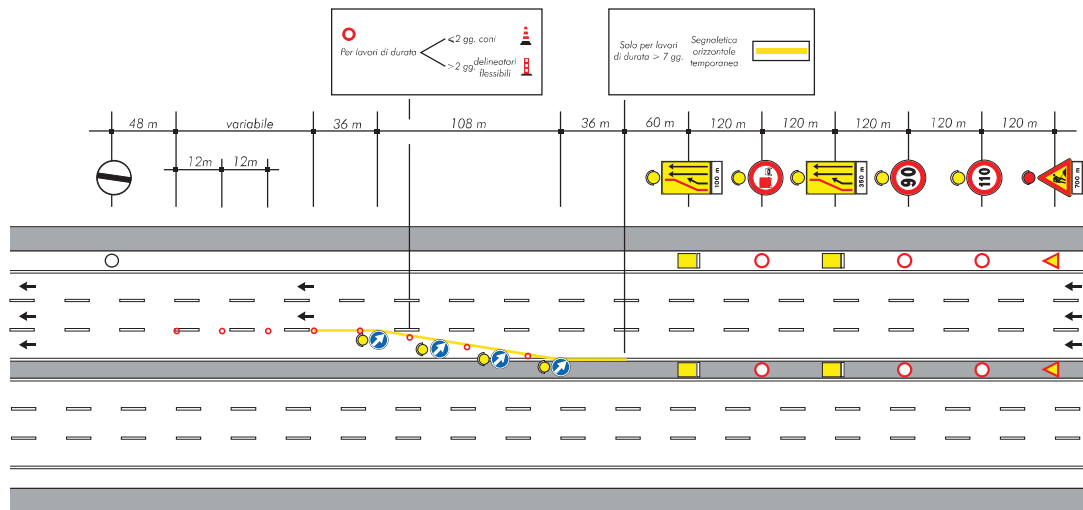 Per lavori di durata
≤2 gg. coni
>2 gg. delineatori
flessibili
Solo per lavori
di durata > 7 gg.
Segnaletica
orizzontale
temporanea
48 m
variabile
36 m
108 m
36 m
60 m
120 m
120 m
120 m
120 m
120 m
12m
12m
100 m
350 m
90
110
700 m